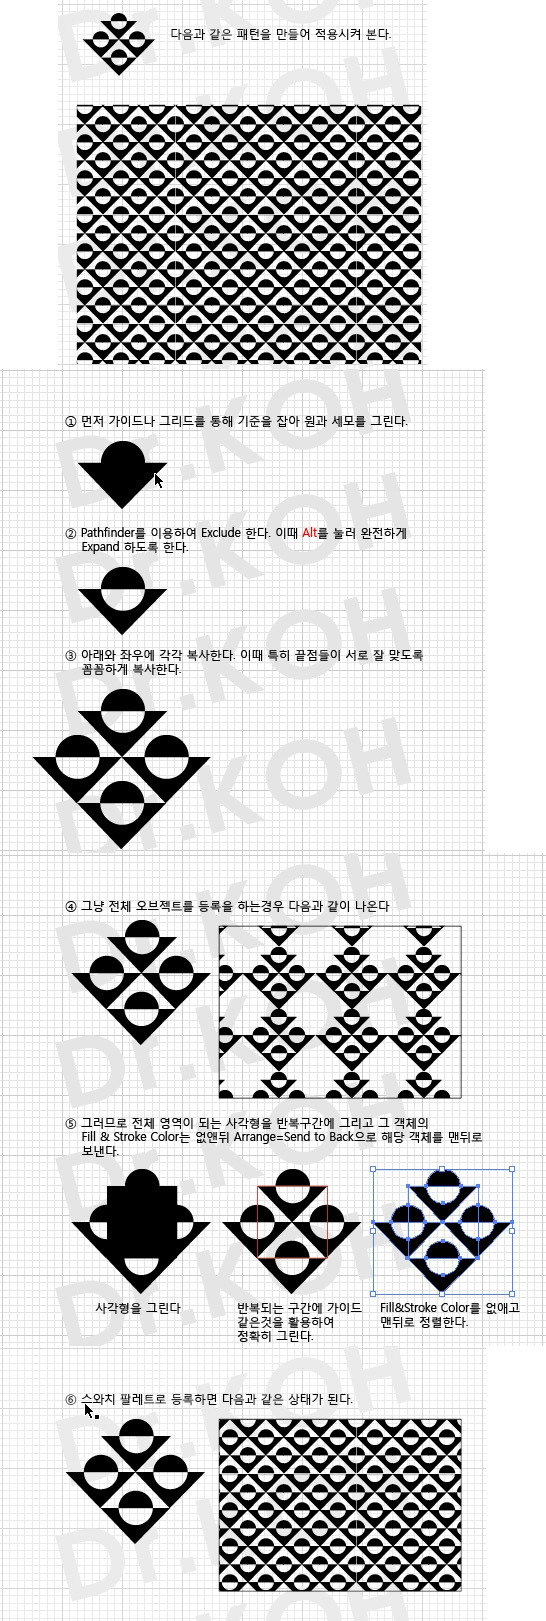 다음과 같은 패턴을 만들어 적용시켜 본다.
① 먼저 가이드나 그리드를 통해 기준을 잡아 원과 세모를 그린다.
② Pathfinder를 이용하여 Exclude 한다. 이때 Alt를 눌러 완전하게
Expand 하도록 한다.
③ 아래와 좌우에 각각 복사한다. 이때 특히 끝점들이 서로 잘 맞도록
꼼꼼하게 복사한다.
④ 그냥 전체 오브젝트를 등록을 하는경우 다음과 같이 나온다
⑤ 그러므로 전체 영역이 되는 사각형을 반복구간에 그리고 그 객체의
Fill & Stroke Color는 없앤뒤 Arrange=Send to Back으로 해당 객체를 맨뒤로
보낸다.
사각형을 그린다
반복되는 구간에 가이드
같은것을 활용하여
정확히 그린다.
Fill&Stroke Color를 없애고
맨뒤로 정렬한다.
⑥ 스와치 팔레트로 등록하면 다음과 같은 상태가 된다.
Dr.KOH
Dr.KOH
Dr.KOH
Dr.KOH